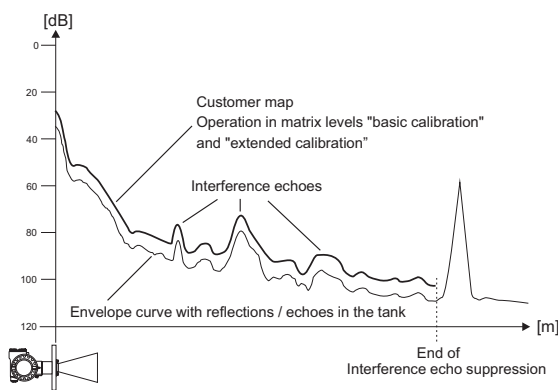 [dB]
0
20
40
60
80
100
120
Customer map
Operation in matrix levels "basic calibration"
and "extended calibration”
Interference echoes
Envelope curve with reflections / echoes in the tank
[m]
End of
Interference echo suppression